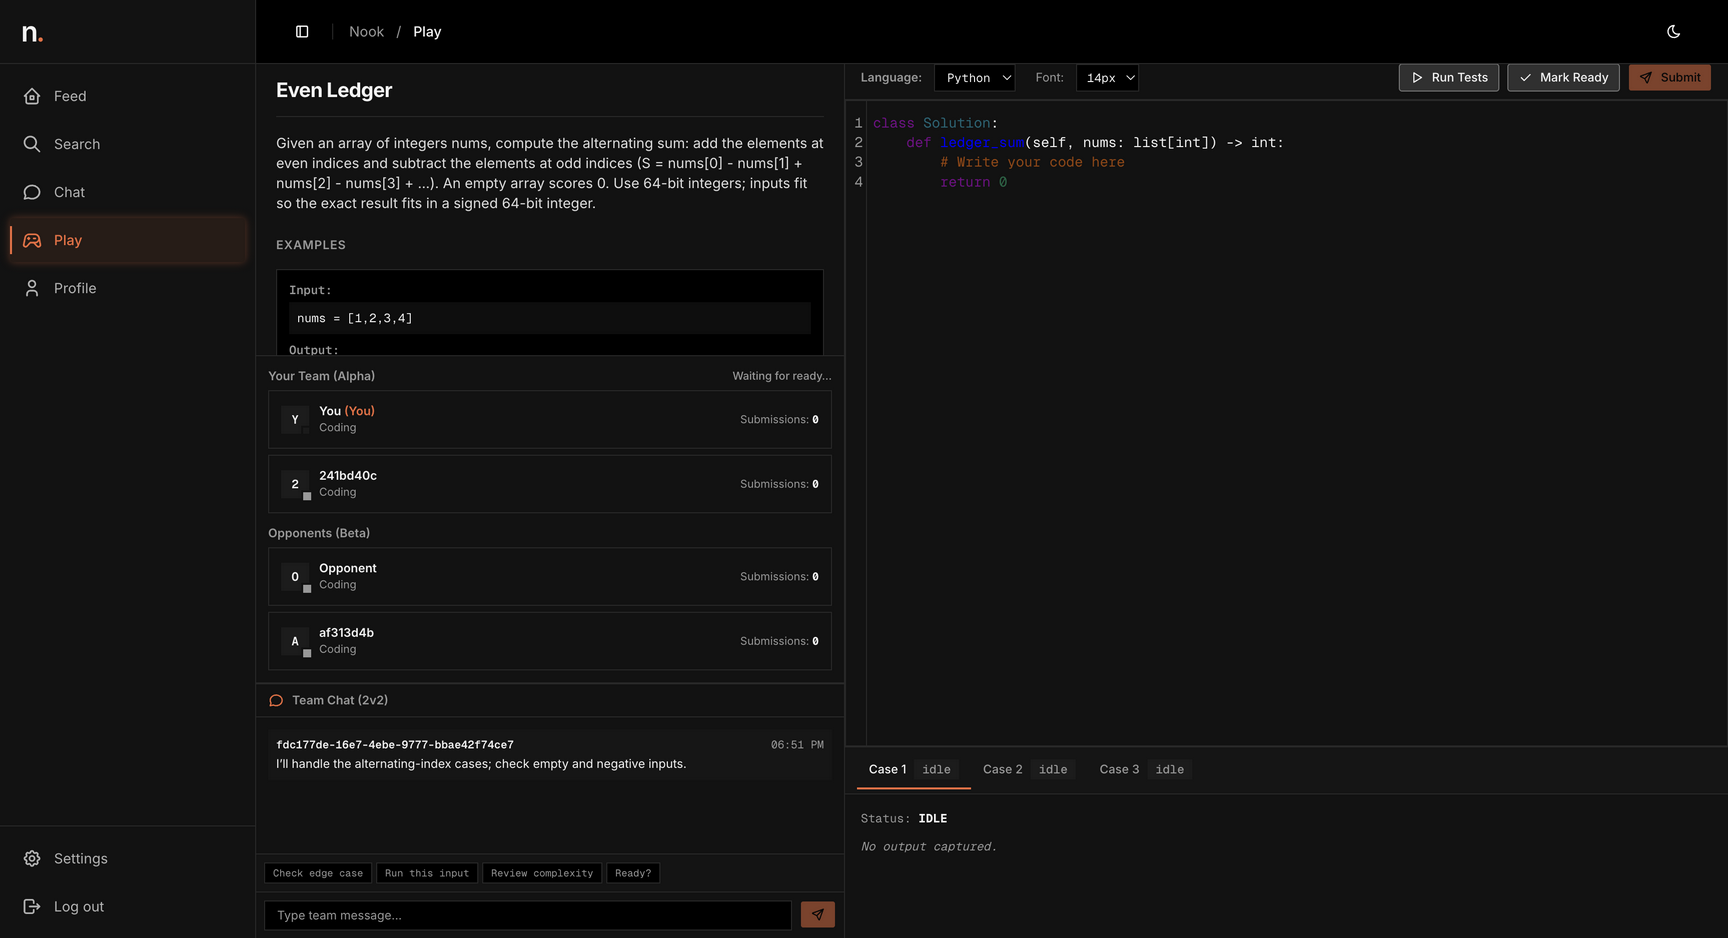 n.
Feed
Search
Chat
Play
Profile
Settings
Log out
Nook / Play
Even Ledger
Given an array of integers nums, compute the alternating sum: add the elements at
even indices and subtract the elements at odd indices (S = nums[0] - nums[1] +
nums[2] - nums[3] + ...). An empty array scores 0. Use 64-bit integers; inputs fit
so the exact result fits in a signed 64-bit integer.
EXAMPLES
Input:
nums = [1,2,3,4]
Output:
Your Team (Alpha) Waiting for ready...
Y You (You) Submissions: 0
Coding
2 241bd40c Submissions: 0
Coding
Opponents (Beta)
O Opponent Submissions: 0
Coding
A af313d4b Submissions: 0
Coding
Team Chat (2v2)
fdc177de-16e7-4ebe-9777-bbae42f74ce7 06:51 PM
I'll handle the alternating-index cases; check empty and negative inputs.
Check edge case Run this input Review complexity Ready?
Type team message...
Language: Python Font: 14px Run Tests Mark Ready Submit
1 class Solution:
2 def ledger_sum(self, nums: list[int]) -> int:
3 # Write your code here
4 return 0
Case 1 idle Case 2 idle Case 3 idle
Status: IDLE
No output captured.